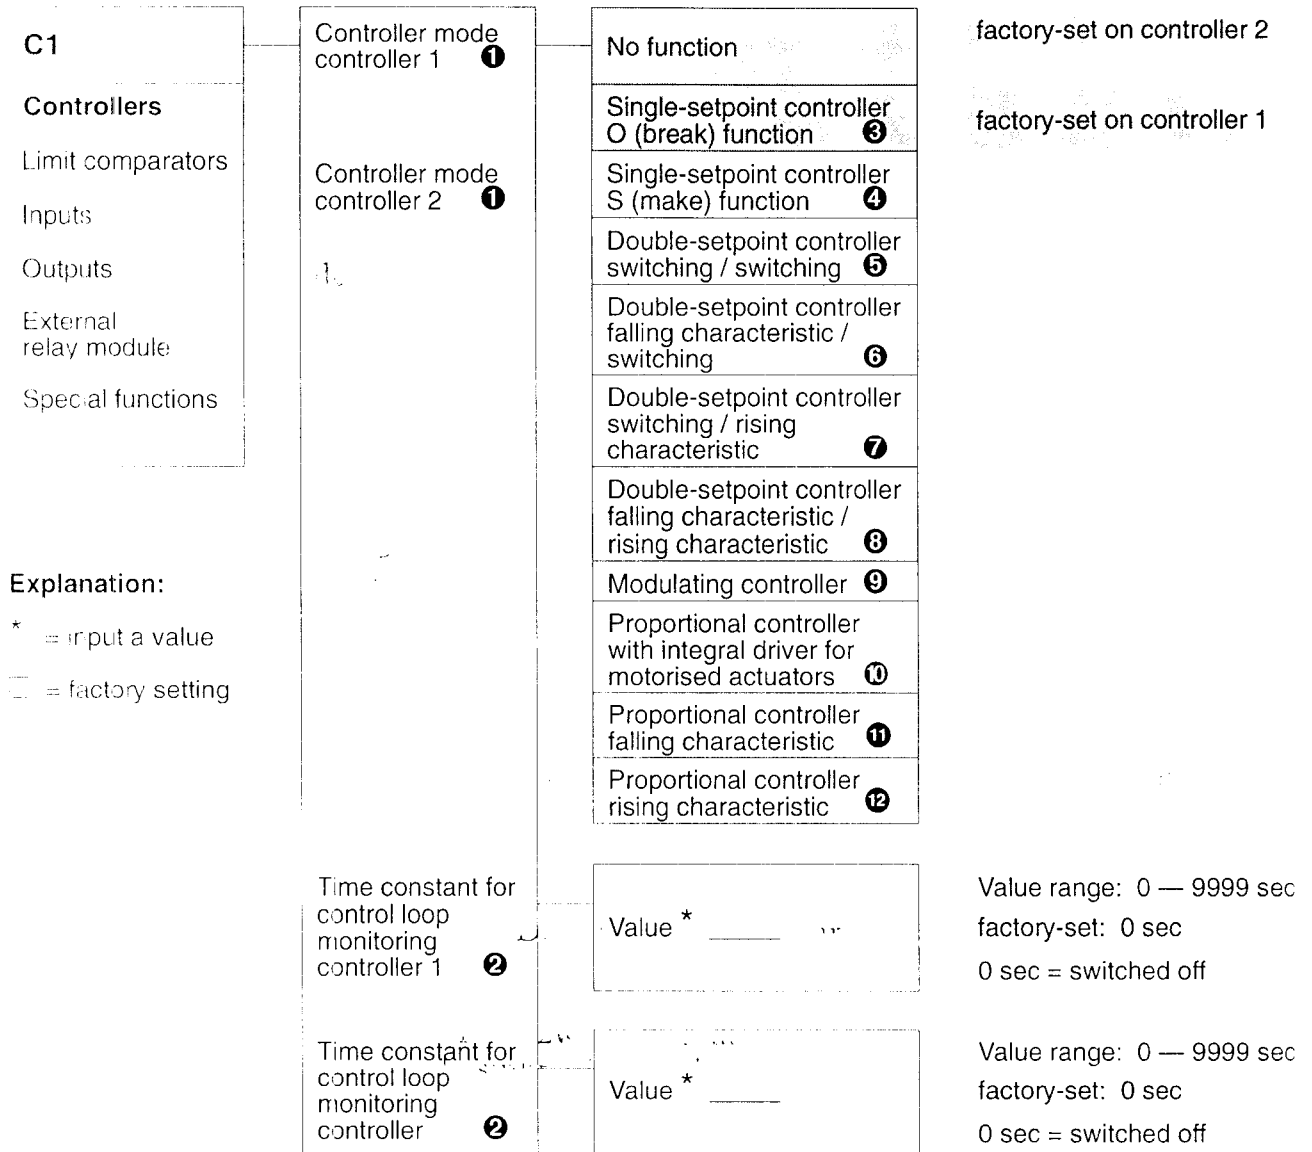 C1
Controllers
Limit comparators
Inputs
Outputs
External
relay module
Special functions
Explanation:
* = input a value
= factory setting
Controller mode
controller 1 ❶
Controller mode
controller 2 ❶
No function
factory-set on controller 2
Single-setpoint controller
O (break) function ❸
factory-set on controller 1
Single-setpoint controller
S (make) function ❹
Double-setpoint controller
switching / switching ❺
Double-setpoint controller
falling characteristic /
switching ❻
Double-setpoint controller
switching / rising
characteristic ❼
Double-setpoint controller
falling characteristic /
rising characteristic ❽
Modulating controller ❾
Proportional controller
with integral driver for
motorised actuators ❿
Proportional controller
falling characteristic ⓫
Proportional controller
rising characteristic ⓬
Time constant for
control loop
monitoring
controller 1 ❷
Value * _____
Value range: 0 — 9999 sec
factory-set: 0 sec
0 sec = switched off
Time constant for
control loop
monitoring
controller ❷
Value * _____
Value range: 0 — 9999 sec
factory-set: 0 sec
0 sec = switched off